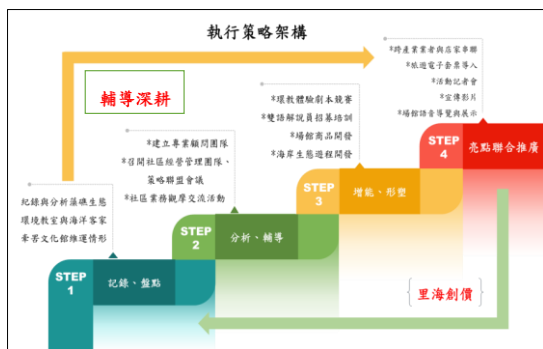 執行策略架構
輔導深耕
紀錄與分析藻礁生態
環境教室與海洋客家
牽罟文化館維運情形
STEP
1
記錄、盤點
*建立專業顧問團隊
*召開社區經營管理團隊、
策略聯盟會議
*社區業務觀摩交流活動
STEP
2
分析、輔導
*環教體驗劇本競賽
*雙語解說員招募培訓
*場館商品開發
*海岸生態遊程開發
STEP
3
增能、形塑
*跨產業業者與店家串聯
*旅遊電子套票導入
*活動記者會
*宣傳影片
*場館語音導覽與展示
STEP
4
亮點聯合推廣
里海創價